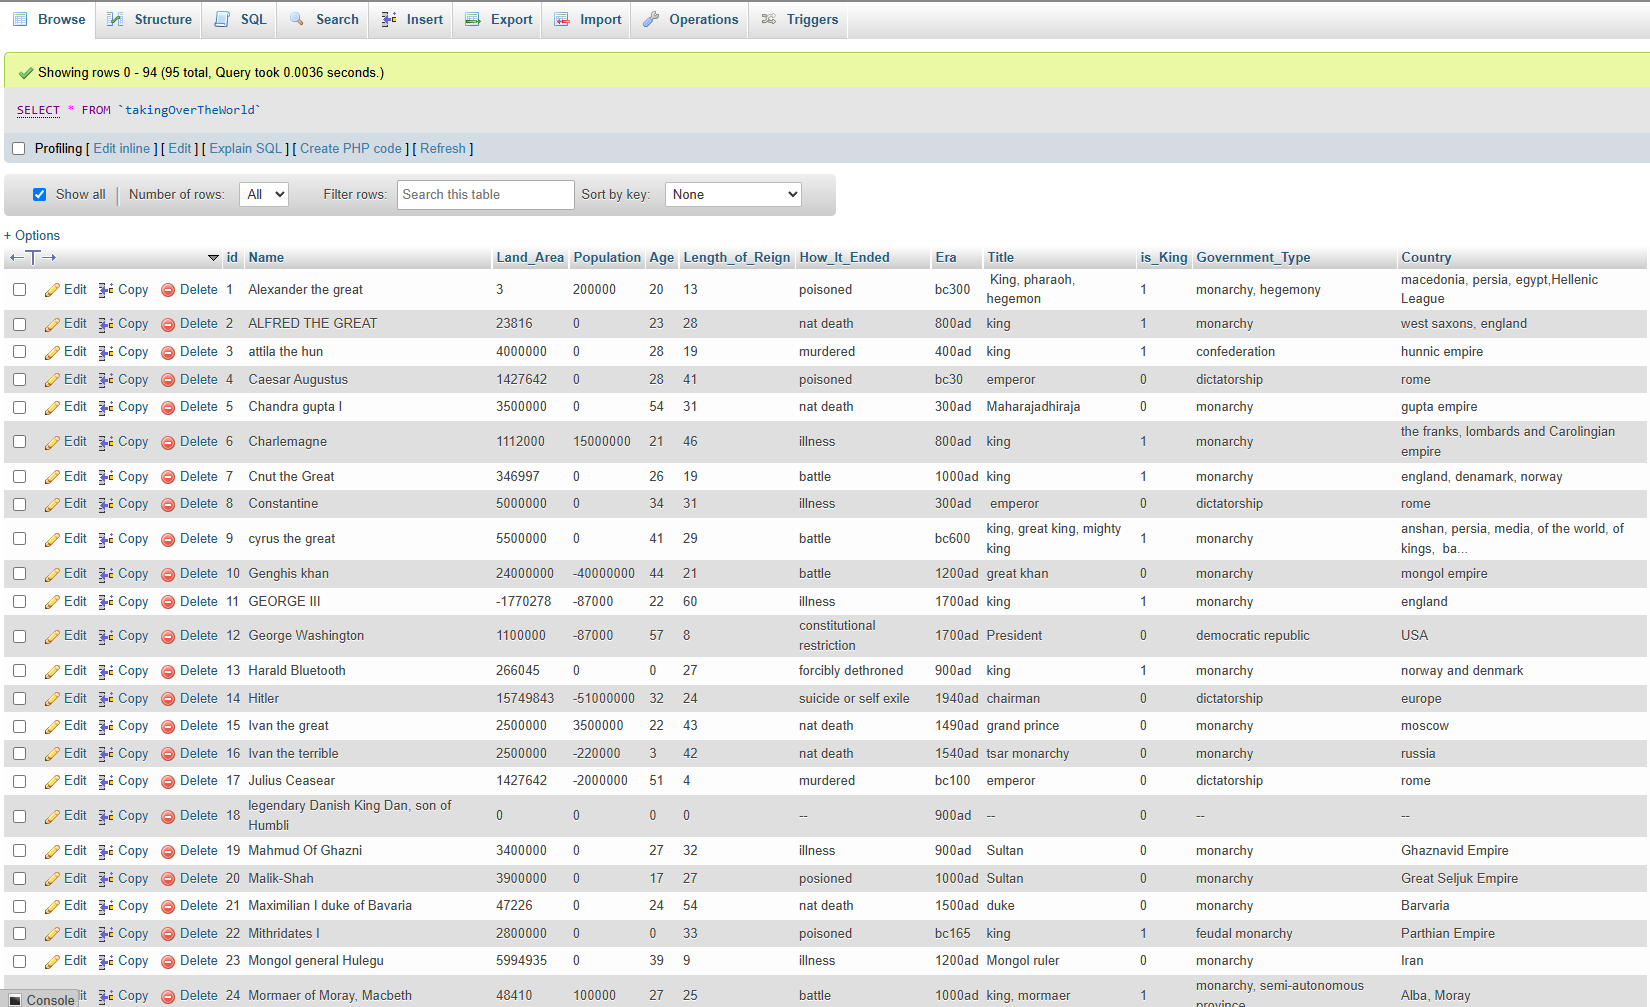 Browse Structure SQL Search Insert Export Import Operations Triggers
Showing rows 0 - 94 (95 total, Query took 0.0036 seconds.)
SELECT * FROM `takingOverTheWorld`
Profiling [ Edit inline ] [ Edit ] [ Explain SQL ] [ Create PHP code ] [ Refresh ]
Show all Number of rows: All Filter rows: Search this table Sort by key: None
+ Options
←T→ id Name Land_Area Population Age Length_of_Reign How_It_Ended Era Title is_King Government_Type Country
Edit Copy Delete 1 Alexander the great 3 200000 20 13 poisoned bc300 King, pharaoh, hegemon 1 monarchy, hegemony macedonia, persia, egypt,Hellenic League
Edit Copy Delete 2 ALFRED THE GREAT 23816 0 23 28 nat death 800ad king 1 monarchy west saxons, england
Edit Copy Delete 3 attila the hun 4000000 0 28 19 murdered 400ad king 1 confederation hunnic empire
Edit Copy Delete 4 Caesar Augustus 1427642 0 28 41 poisoned bc30 emperor 0 dictatorship rome
Edit Copy Delete 5 Chandra gupta I 3500000 0 54 31 nat death 300ad Maharajadhiraja 0 monarchy gupta empire
Edit Copy Delete 6 Charlemagne 1112000 15000000 21 46 illness 800ad king 1 monarchy the franks, lombards and Carolingian empire
Edit Copy Delete 7 Cnut the Great 346997 0 26 19 battle 1000ad king 1 monarchy england, denamark, norway
Edit Copy Delete 8 Constantine 5000000 0 34 31 illness 300ad emperor 0 dictatorship rome
Edit Copy Delete 9 cyrus the great 5500000 0 41 29 battle bc600 king, great king, mighty king 1 monarchy anshan, persia, media, of the world, of kings, ba...
Edit Copy Delete 10 Genghis khan 24000000 -40000000 44 21 battle 1200ad great khan 0 monarchy mongol empire
Edit Copy Delete 11 GEORGE III -1770278 -87000 22 60 illness 1700ad king 1 monarchy england
Edit Copy Delete 12 George Washington 1100000 -87000 57 8 constitutional restriction 1700ad President 0 democratic republic USA
Edit Copy Delete 13 Harald Bluetooth 266045 0 0 27 forcibly dethroned 900ad king 1 monarchy norway and denmark
Edit Copy Delete 14 Hitler 15749843 -51000000 32 24 suicide or self exile 1940ad chairman 0 dictatorship europe
Edit Copy Delete 15 Ivan the great 2500000 3500000 22 43 nat death 1490ad grand prince 0 monarchy moscow
Edit Copy Delete 16 Ivan the terrible 2500000 -220000 3 42 nat death 1540ad tsar monarchy 0 monarchy russia
Edit Copy Delete 17 Julius Ceasear 1427642 -2000000 51 4 murdered bc100 emperor 0 dictatorship rome
Edit Copy Delete 18 legendary Danish King Dan, son of Humbli 0 0 0 0 -- 900ad -- 0 -- --
Edit Copy Delete 19 Mahmud Of Ghazni 3400000 0 27 32 illness 900ad Sultan 0 monarchy Ghaznavid Empire
Edit Copy Delete 20 Malik-Shah 3900000 0 17 27 posioned 1000ad Sultan 0 monarchy Great Seljuk Empire
Edit Copy Delete 21 Maximilian I duke of Bavaria 47226 0 24 54 nat death 1500ad duke 0 monarchy Barvaria
Edit Copy Delete 22 Mithridates I 2800000 0 0 33 poisoned bc165 king 1 feudal monarchy Parthian Empire
Edit Copy Delete 23 Mongol general Hulegu 5994935 0 39 9 illness 1200ad Mongol ruler 0 monarchy Iran
it Copy Delete 24 Mormaer of Moray, Macbeth 48410 100000 27 25 battle 1000ad king, mormaer 1 monarchy, semi-autonomous province Alba, Moray
Console